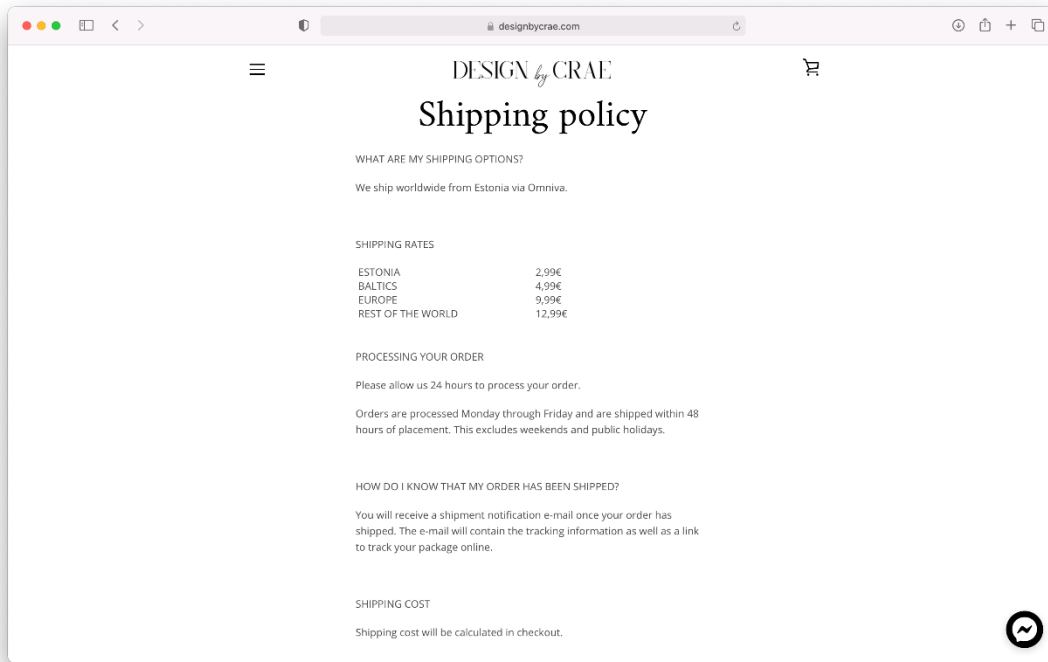 designbycrae.com
DESIGN by CRAE
Shipping policy
WHAT ARE MY SHIPPING OPTIONS?
We ship worldwide from Estonia via Omniva.
SHIPPING RATES
ESTONIA 2,99€
BALTICS 4,99€
EUROPE 9,99€
REST OF THE WORLD 12,99€
PROCESSING YOUR ORDER
Please allow us 24 hours to process your order.
Orders are processed Monday through Friday and are shipped within 48
hours of placement. This excludes weekends and public holidays.
HOW DO I KNOW THAT MY ORDER HAS BEEN SHIPPED?
You will receive a shipment notification e-mail once your order has
shipped. The e-mail will contain the tracking information as well as a link
to track your package online.
SHIPPING COST
Shipping cost will be calculated in checkout.